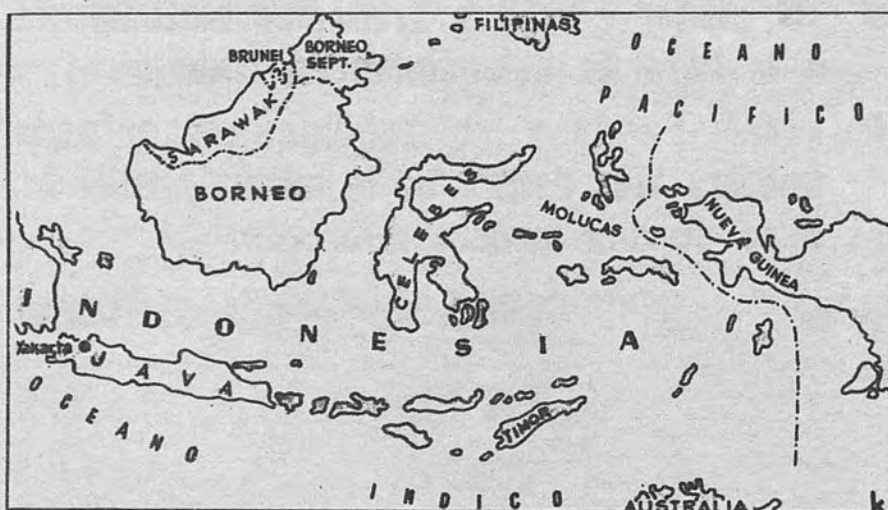 FILIPINAS
OCEANO
PACIFICO
BRUNEI
BORNEO
SEPT.
SARAWAK
BORNEO
CELEBES
MOLUCAS
NUEVA GUINEA
INDONESIA
Yakarta
JAVA
OCEANO
INDICO
TIMOR
AUSTRALIA
k